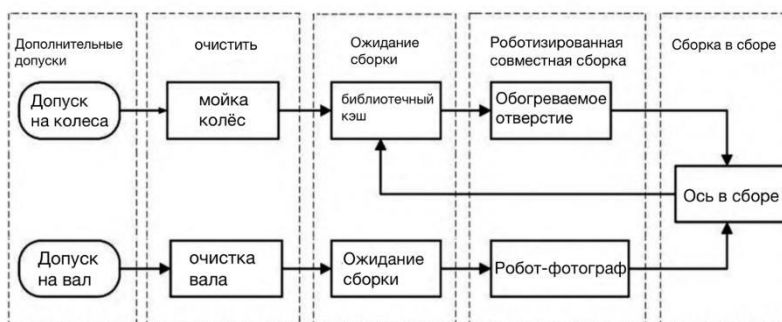 Дополнительные
допуски
очистить
Ожидание
сборки
Роботизированная
совместная сборка
Сборка в сборе
Допуск
на колеса
мойка
колёс
библиотечный
кэш
Обогреваемое
отверстие
Ось в сборе
Допуск
на вал
очистка
вала
Ожидание
сборки
Робот-фотограф